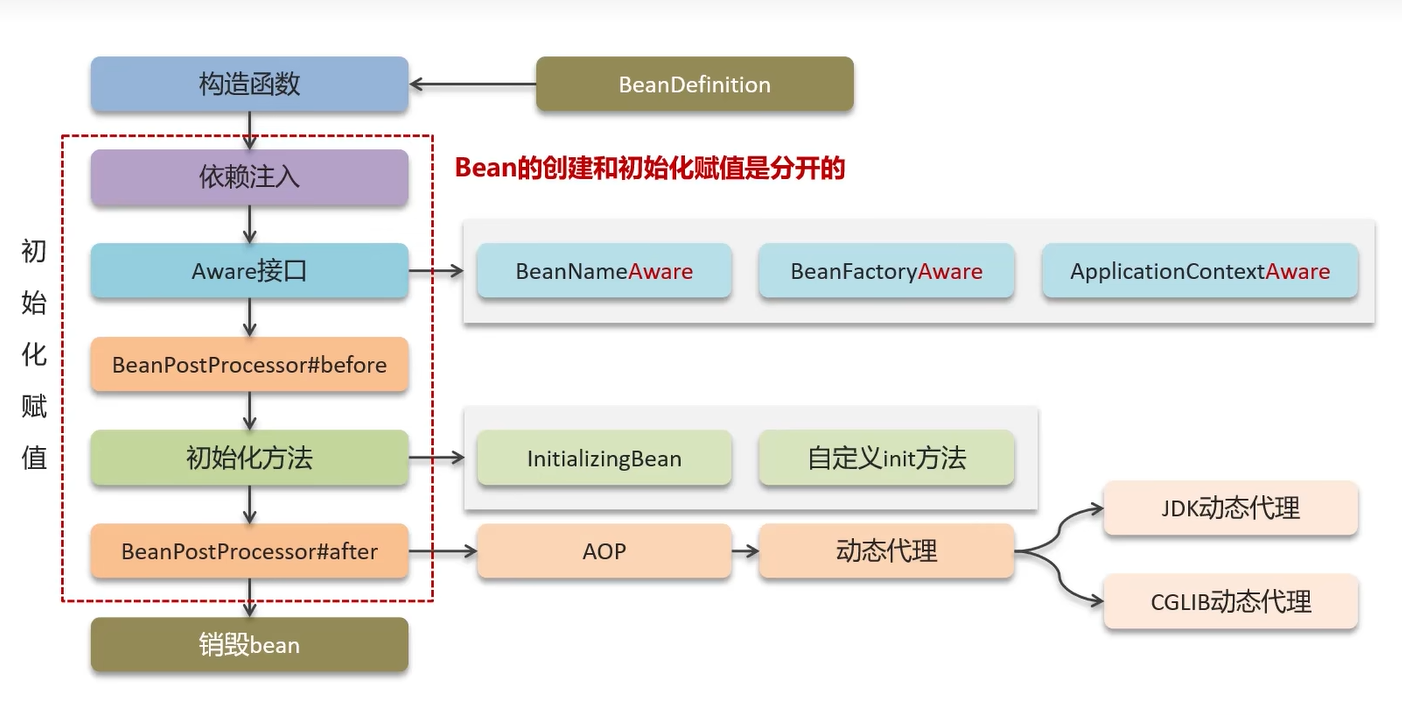 构造函数
BeanDefinition
依赖注入
Bean的创建和初始化赋值是分开的
初始化赋值
Aware接口
BeanNameAware
BeanFactoryAware
ApplicationContextAware
BeanPostProcessor#before
初始化方法
InitializingBean
自定义init方法
BeanPostProcessor#after
AOP
动态代理
JDK动态代理
CGLIB动态代理
销毁bean